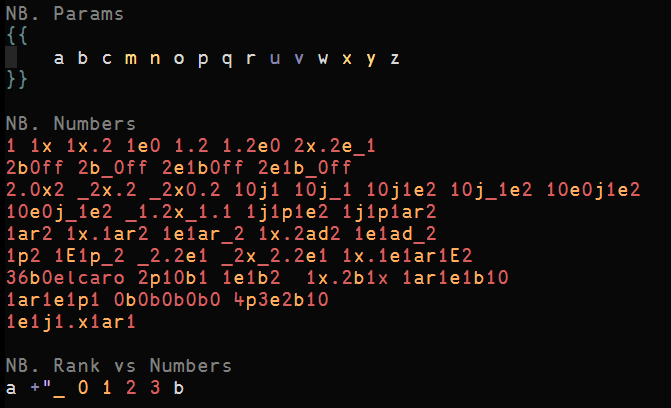 NB. Params
{{
a b c m n o p q r u v w x y z
}}
NB. Numbers
1 1x 1x.2 1e0 1.2 1.2e0 2x.2e_1
2b0ff 2b_0ff 2e1b0ff 2e1b_0ff
2.0x2 _2x.2 _2x0.2 10j1 10j_1 10j1e2 10j_1e2 10e0j1e2
10e0j_1e2 _1.2x_1.1 1j1p1e2 1j1p1ar2
1ar2 1x.1ar2 1e1ar_2 1x.2ad2 1e1ad_2
1p2 1E1p_2 _2.2e1 _2x_2.2e1 1x.1e1ar1E2
36b0elcaro 2p10b1 1e1b2  1x.2b1x 1ar1e1b10
1ar1e1p1 0b0b0b0b0 4p3e2b10
1e1j1.x1ar1
NB. Rank vs Numbers
a +"_ 0 1 2 3 b